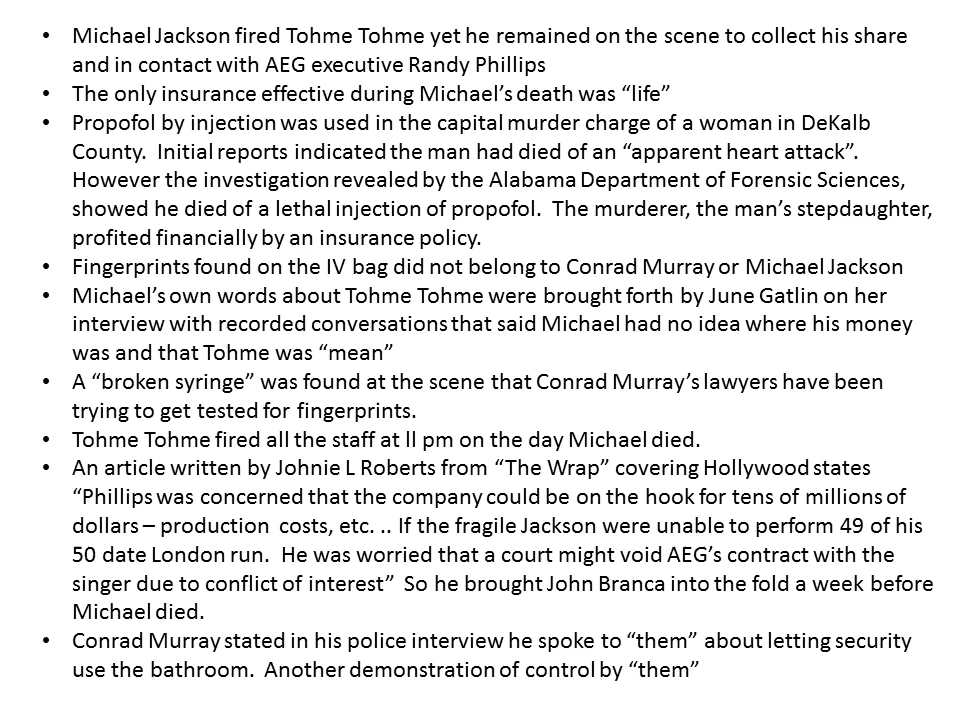 • Michael Jackson fired Tohme Tohme yet he remained on the scene to collect his share
and in contact with AEG executive Randy Phillips
• The only insurance effective during Michael’s death was “life”
• Propofol by injection was used in the capital murder charge of a woman in DeKalb
County.  Initial reports indicated the man had died of an “apparent heart attack”.
However the investigation revealed by the Alabama Department of Forensic Sciences,
showed he died of a lethal injection of propofol.  The murderer, the man’s stepdaughter,
profited financially by an insurance policy.
• Fingerprints found on the IV bag did not belong to Conrad Murray or Michael Jackson
• Michael’s own words about Tohme Tohme were brought forth by June Gatlin on her
interview with recorded conversations that said Michael had no idea where his money
was and that Tohme was “mean”
• A “broken syringe” was found at the scene that Conrad Murray’s lawyers have been
trying to get tested for fingerprints.
• Tohme Tohme fired all the staff at ll pm on the day Michael died.
• An article written by Johnie L Roberts from “The Wrap” covering Hollywood states
“Phillips was concerned that the company could be on the hook for tens of millions of
dollars – production  costs, etc. .. If the fragile Jackson were unable to perform 49 of his
50 date London run.  He was worried that a court might void AEG’s contract with the
singer due to conflict of interest”  So he brought John Branca into the fold a week before
Michael died.
• Conrad Murray stated in his police interview he spoke to “them” about letting security
use the bathroom.  Another demonstration of control by “them”